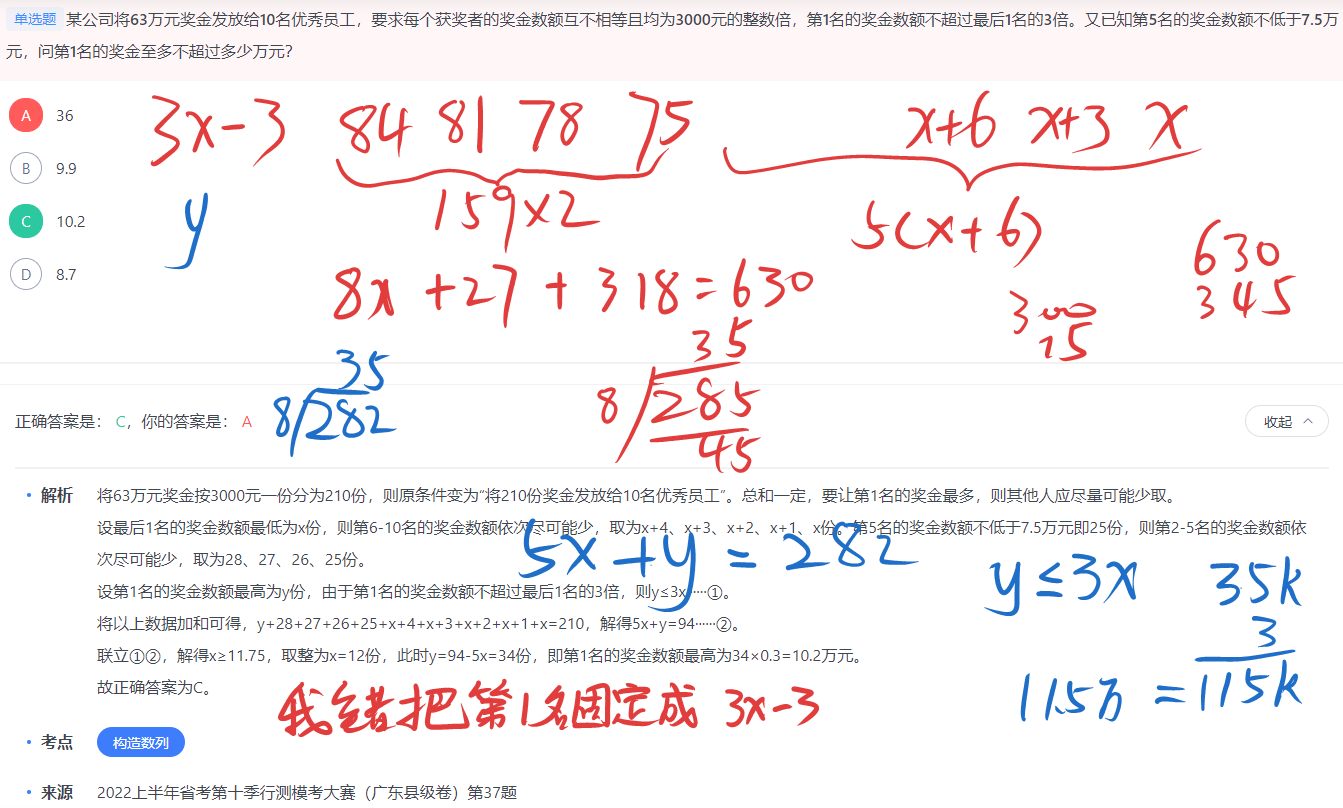 单选题 某公司将63万元奖金发放给10名优秀员工，要求每个获奖者的奖金数额互不相等且均为3000元的整数倍，第1名的奖金数额不超过最后1名的3倍。又已知第5名的奖金数额不低于7.5万
元，问第1名的奖金至多不超过多少万元？
A 36
B 9.9
C 10.2
D 8.7
3x-3 84 81 78 75 x+6 x+3 x
y
159×2
5(x+6)
630
345
8x+27+318=630
3000
25
35
8 282
35
8 285
45
正确答案是： C，你的答案是： A
收起
解析 将63万元奖金按3000元一份分为210份，则原条件变为“将210份奖金发放给10名优秀员工”。总和一定，要让第1名的奖金最多，则其他人应尽量可能少取。
设最后1名的奖金数额最低为x份，则第6-10名的奖金数额依次尽可能少，取为x+4、x+3、x+2、x+1、x份。第5名的奖金数额不低于7.5万元即25份，则第2-5名的奖金数额依
次尽可能少，取为28、27、26、25份。
5x+y=282
y≤3x
35k
3
115k
11.5万=
设第1名的奖金数额最高为y份，由于第1名的奖金数额不超过最后1名的3倍，则y≤3x·····①。
将以上数据加和可得，y+28+27+26+25+x+4+x+3+x+2+x+1+x=210，解得5x+y=94······②。
联立①②，解得x≥11.75，取整为x=12份，此时y=94-5x=34份，即第1名的奖金数额最高为34×0.3=10.2万元。
故正确答案为C。
我错把第1名固定成 3x-3
考点 构造数列
来源 2022上半年省考第十季行测模考大赛（广东县级卷）第37题